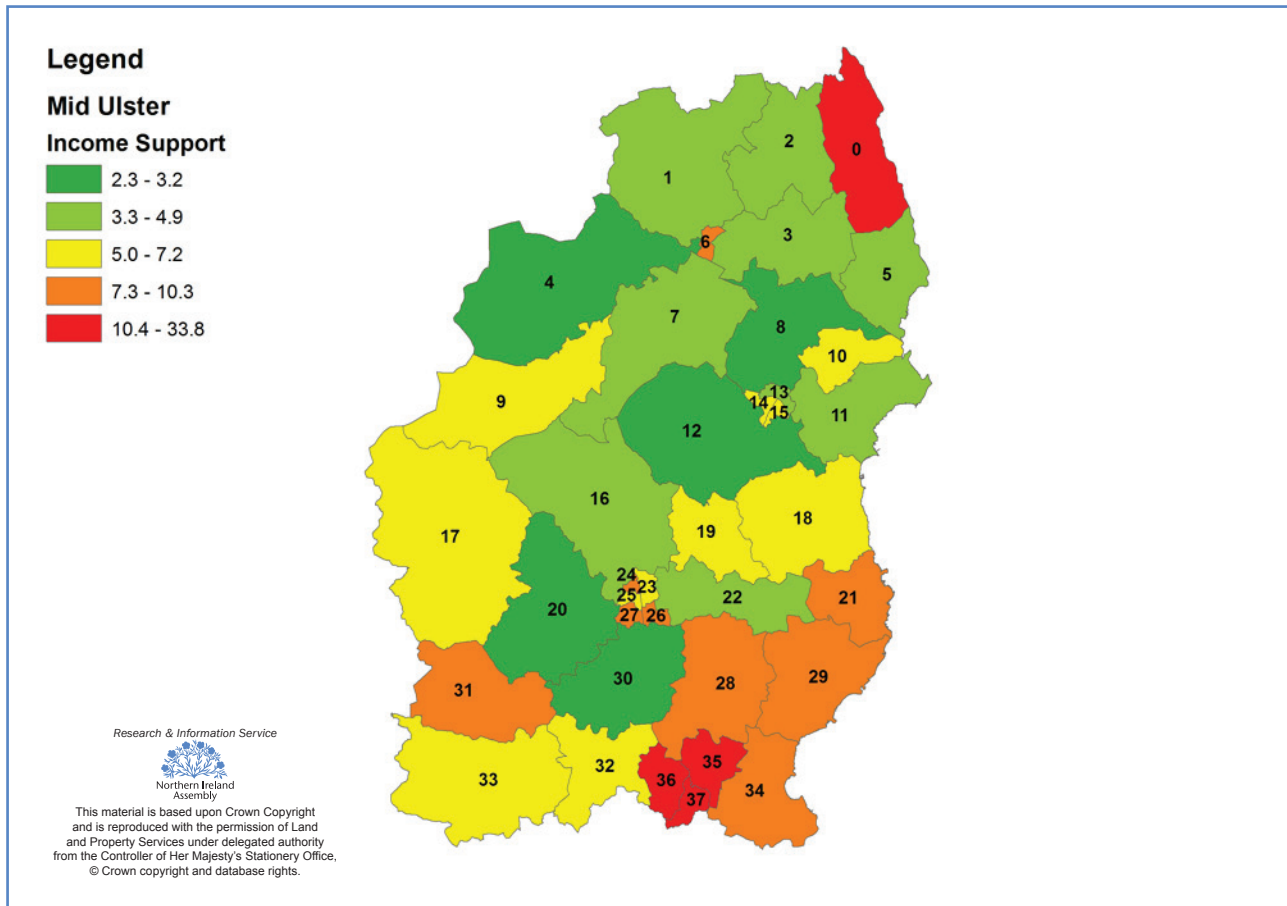 Legend
Mid Ulster
Income Support
2.3 - 3.2
3.3 - 4.9
5.0 - 7.2
7.3 - 10.3
10.4 - 33.8
0
2
1
3
6
5
4
7
8
10
13
14
15
9
11
12
16
18
19
17
24
23
25
22
21
20
27
26
30
28
29
31
32
33
35
36
34
37
Research & Information Service
Northern Ireland
Assembly
This material is based upon Crown Copyright
and is reproduced with the permission of Land
and Property Services under delegated authority
from the Controller of Her Majesty's Stationery Office,
© Crown copyright and database rights.